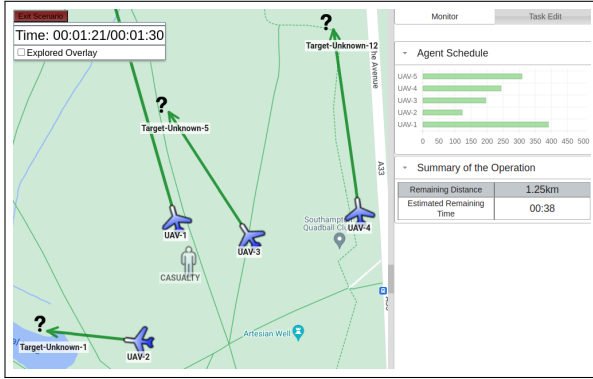 Exit Scenario
Time: 00:01:21/00:01:30
Explored Overlay
?
Target-Unknown-12
The Avenue
?
Target-Unknown-5
A33
UAV-1
UAV-3
Southampton
Quadball Club
UAV-4
CASUALTY
?
Target-Unknown-1
UAV-2
Artesian Well
Monitor
Task Edit
Agent Schedule
UAV-5
UAV-4
UAV-3
UAV-2
UAV-1
0 50 100 150 200 250 300 350 400 450 500
Summary of the Operation
Remaining Distance
1.25km
Estimated Remaining
Time
00:38